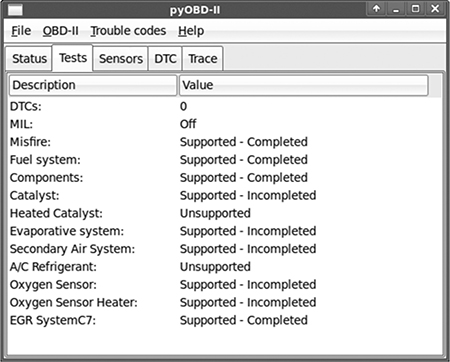 pyOBD-II
File OBD-II Trouble codes Help
Status Tests Sensors DTC Trace
Description Value
DTCs: 0
MIL: Off
Misfire: Supported - Completed
Fuel system: Supported - Completed
Components: Supported - Completed
Catalyst: Supported - Incompleted
Heated Catalyst: Unsupported
Evaporative system: Supported - Incompleted
Secondary Air System: Supported - Incompleted
A/C Refrigerant: Unsupported
Oxygen Sensor: Supported - Incompleted
Oxygen Sensor Heater: Supported - Incompleted
EGR SystemC7: Supported - Completed